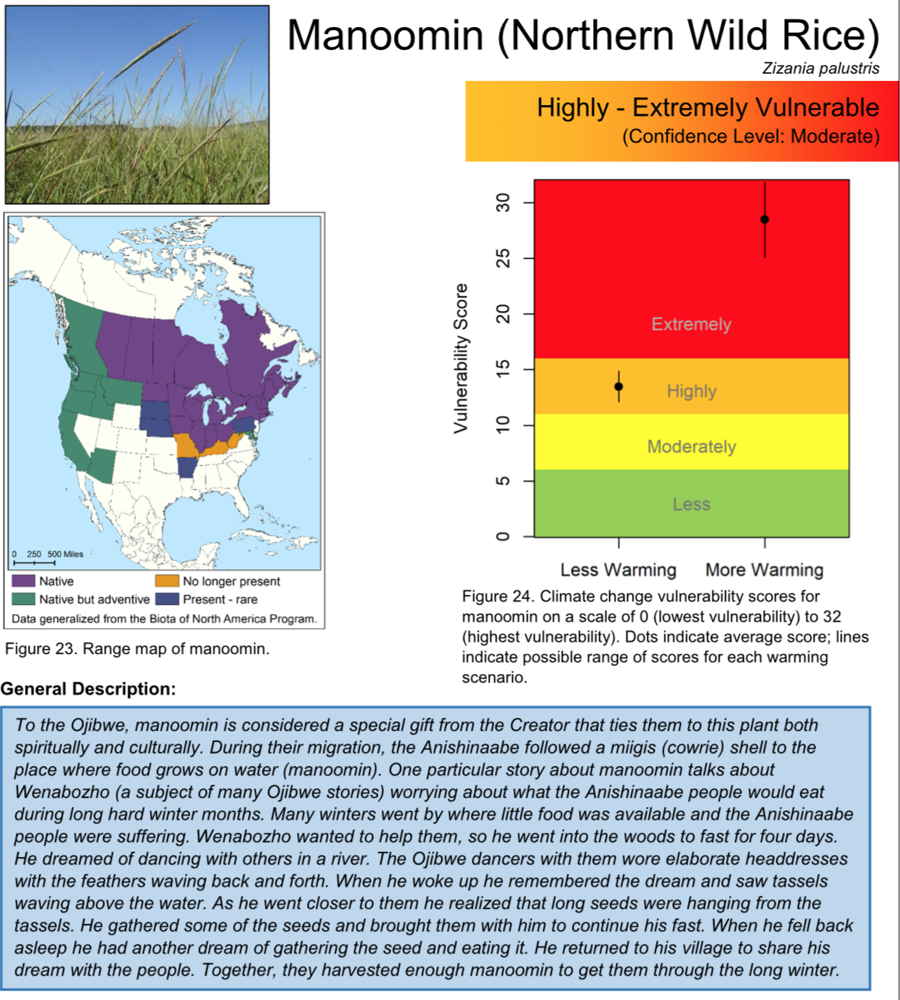 Manoomin (Northern Wild Rice)
Zizania palustris
Highly - Extremely Vulnerable
(Confidence Level: Moderate)
0 250 500 Miles
Native
No longer present
Native but adventive
Present - rare
Data generalized from the Biota of North America Program.
Figure 23. Range map of manoomin.
Vulnerability Score
30
25
20
15
10
5
0
Extremely
Highly
Moderately
Less
Less Warming
More Warming
Figure 24. Climate change vulnerability scores for
manoomin on a scale of 0 (lowest vulnerability) to 32
(highest vulnerability). Dots indicate average score; lines
indicate possible range of scores for each warming
scenario.
General Description:
To the Ojibwe, manoomin is considered a special gift from the Creator that ties them to this plant both
spiritually and culturally. During their migration, the Anishinaabe followed a miigis (cowrie) shell to the
place where food grows on water (manoomin). One particular story about manoomin talks about
Wenabozho (a subject of many Ojibwe stories) worrying about what the Anishinaabe people would eat
during long hard winter months. Many winters went by where little food was available and the Anishinaabe
people were suffering. Wenabozho wanted to help them, so he went into the woods to fast for four days.
He dreamed of dancing with others in a river. The Ojibwe dancers with them wore elaborate headdresses
with the feathers waving back and forth. When he woke up he remembered the dream and saw tassels
waving above the water. As he went closer to them he realized that long seeds were hanging from the
tassels. He gathered some of the seeds and brought them with him to continue his fast. When he fell back
asleep he had another dream of gathering the seed and eating it. He returned to his village to share his
dream with the people. Together, they harvested enough manoomin to get them through the long winter.